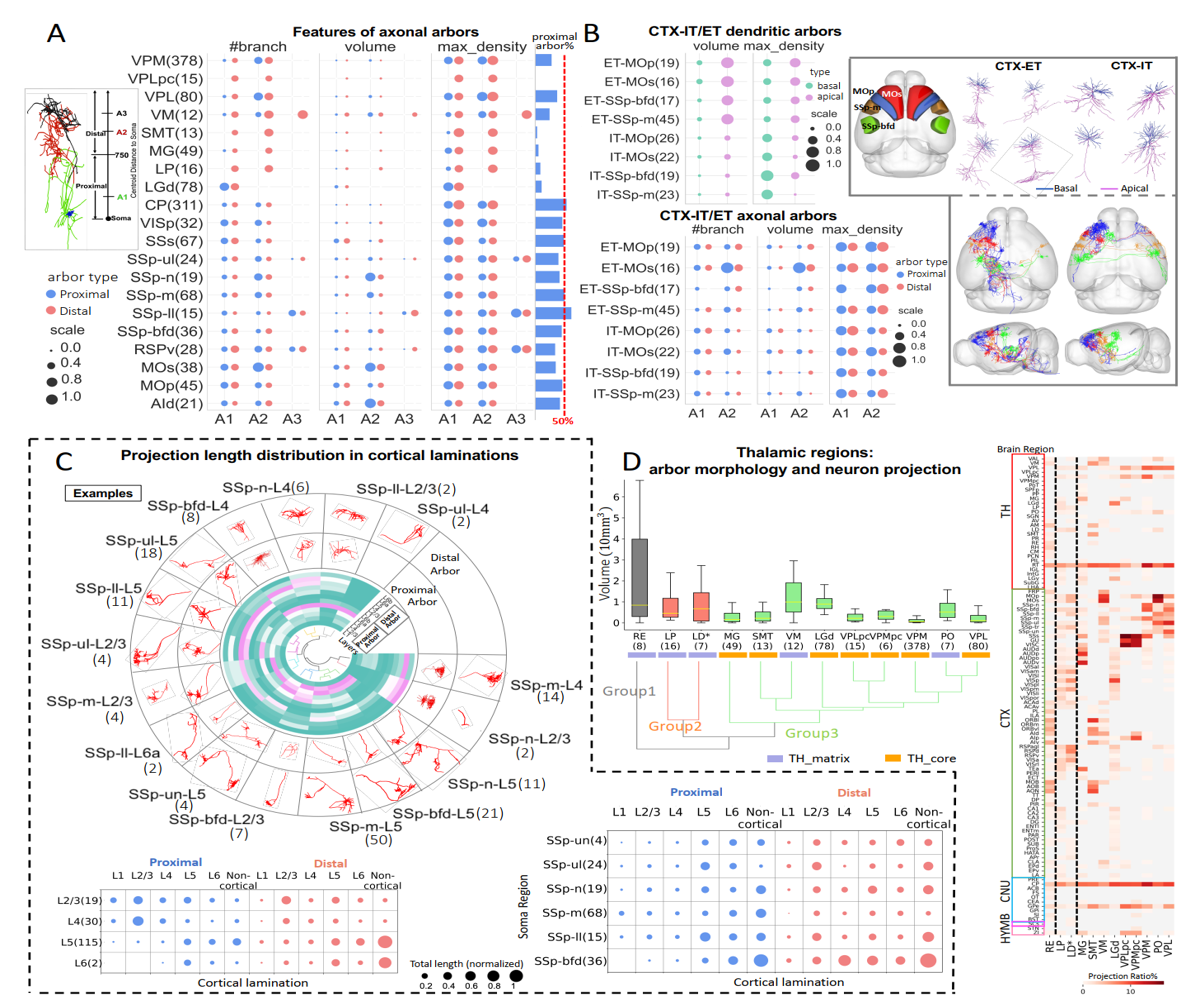 A
Features of axonal arbors
#branch volume max_density proximal arbor%
VPM(378)
VPLpc(15)
VPL(80)
VM(12)
SMT(13)
MG(49)
LP(16)
LGd(78)
CP(311)
VISp(32)
SSs(67)
SSp-ul(24)
SSp-n(19)
SSp-m(68)
SSp-ll(15)
SSp-bfd(36)
RSPv(28)
MOs(38)
MOp(45)
AId(21)
A1 A2 A3 A1 A2 A3 A1 A2 A3
50%
A3
A2
Distal
750
Proximal
A1
Soma
Centroid Distance to Soma
arbor type
Proximal
Distal
scale
0.0
0.4
0.8
1.0
B
CTX-IT/ET dendritic arbors
volume max_density
ET-MOp(19)
ET-MOs(16)
ET-SSp-bfd(17)
ET-SSp-m(45)
IT-MOp(26)
IT-MOs(22)
IT-SSp-bfd(19)
IT-SSp-m(23)
type
basal
apical
scale
0.0
0.4
0.8
1.0
CTX-ET CTX-IT
MOp
MOs
SSp-m
SSp-bfd
Basal Apical
CTX-IT/ET axonal arbors
#branch volume max_density
ET-MOp(19)
ET-MOs(16)
ET-SSp-bfd(17)
ET-SSp-m(45)
IT-MOp(26)
IT-MOs(22)
IT-SSp-bfd(19)
IT-SSp-m(23)
A1 A2 A1 A2 A1 A2
arbor type
Proximal
Distal
scale
0.0
0.4
0.8
1.0
C
Projection length distribution in cortical laminations
Examples
SSp-n-L4(6)
SSp-ll-L2/3(2)
SSp-ul-L4
(2)
SSp-bfd-L4
(8)
SSp-ul-L5
(18)
SSp-ll-L5
(11)
SSp-ul-L2/3
(4)
SSp-m-L2/3
(4)
SSp-ll-L6a
(2)
SSp-un-L5
(4)
SSp-bfd-L2/3
(7)
SSp-m-L5
(50)
SSp-bfd-L5(21)
SSp-n-L5(11)
SSp-n-L2/3
(2)
SSp-m-L4
(14)
Distal
Arbor
Proximal
Arbor
Layers
Proximal
Arbor
Distal
Arbor
Proximal Distal
L1 L2/3 L4 L5 L6 Non-cortical L1 L2/3 L4 L5 L6 Non-cortical
L2/3(19)
L4(30)
L5(115)
L6(2)
Cortical lamination
Total length (normalized)
0.2 0.4 0.6 0.8 1
Proximal Distal
L1 L2/3 L4 L5 L6 Non-cortical L1 L2/3 L4 L5 L6 Non-cortical
Soma Region
SSp-un(4)
SSp-ul(24)
SSp-n(19)
SSp-m(68)
SSp-ll(15)
SSp-bfd(36)
Cortical lamination
D
Thalamic regions:
arbor morphology and neuron projection
Volume (10mm³)
6
5
4
3
2
1
0
RE LP LD* MG SMT VM LGd VPLpc VPMpc VPM PO VPL
(8) (16) (7) (49) (13) (12) (78) (15) (6) (378) (7) (80)
Group1
Group2
Group3
TH_matrix TH_core
Brain Region
TH
CTX
CNU
HYMB
RE LP LD* MG SMT VM LGd VPLpc VPMpc VPM PO VPL
Projection Ratio%
0 10